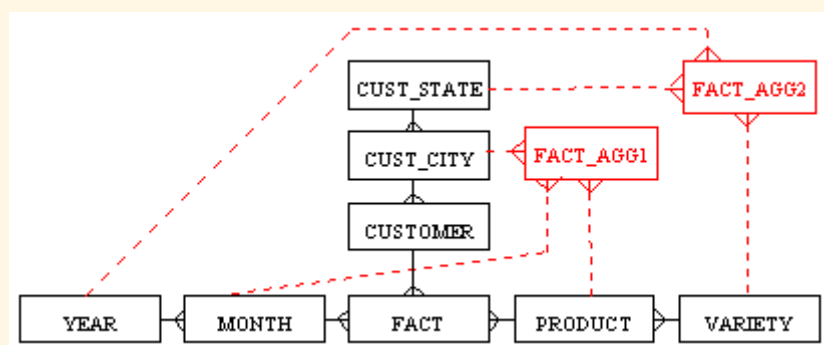 CUST_STATE
FACT_AGG2
CUST_CITY
FACT_AGG1
CUSTOMER
YEAR
MONTH
FACT
PRODUCT
VARIETY